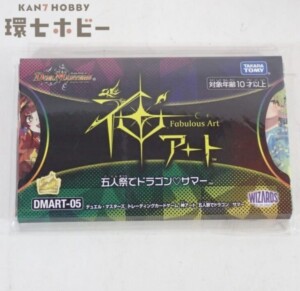 KAN7 HOBBY
環七ホビー
DUEL MASTERS
TAKARA TOMY
対象年齢10才以上
神アート
Fabulous Art
五人祭でドラゴン♡サマー™
DMART-05
デュエル・マスターズ トレーディングカードゲーム 神アート 五人祭でドラゴン♡サマー
WIZARDS